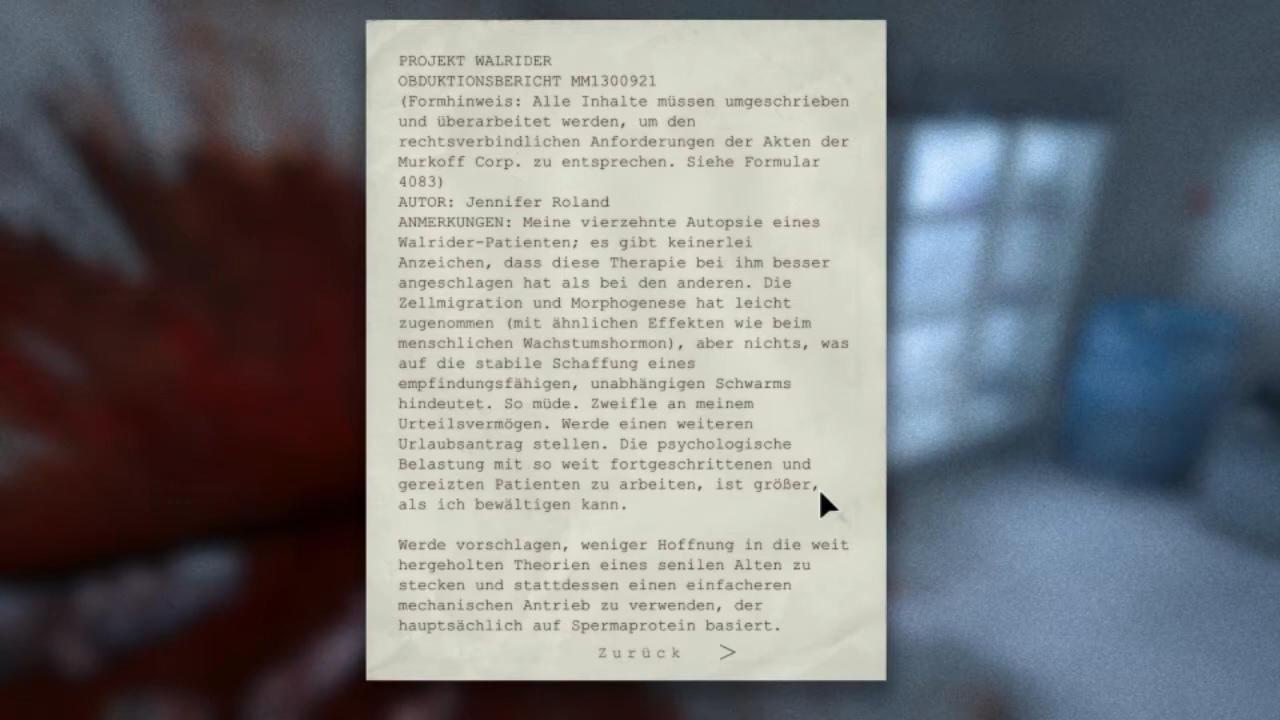 PROJEKT WALRIDER
OBDUKTIONSBERICHT MM1300921
(Formhinweis: Alle Inhalte müssen umgeschrieben
und überarbeitet werden, um den
rechtsverbindlichen Anforderungen der Akten der
Murkoff Corp. zu entsprechen. Siehe Formular
4083)
AUTOR: Jennifer Roland
ANMERKUNGEN: Meine vierzehnte Autopsie eines
Walrider-Patienten; es gibt keinerlei
Anzeichen, dass diese Therapie bei ihm besser
angeschlagen hat als bei den anderen. Die
Zellmigration und Morphogenese hat leicht
zugenommen (mit ähnlichen Effekten wie beim
menschlichen Wachstumshormon), aber nichts, was
auf die stabile Schaffung eines
empfindungsfähigen, unabhängigen Schwarms
hindeutet. So müde. Zweifle an meinem
Urteilsvermögen. Werde einen weiteren
Urlaubsantrag stellen. Die psychologische
Belastung mit so weit fortgeschrittenen und
gereizten Patienten zu arbeiten, ist größer,
als ich bewältigen kann.
Werde vorschlagen, weniger Hoffnung in die weit
hergeholten Theorien eines senilen Alten zu
stecken und stattdessen einen einfacheren
mechanischen Antrieb zu verwenden, der
hauptsächlich auf Spermaprotein basiert.
Zurück >